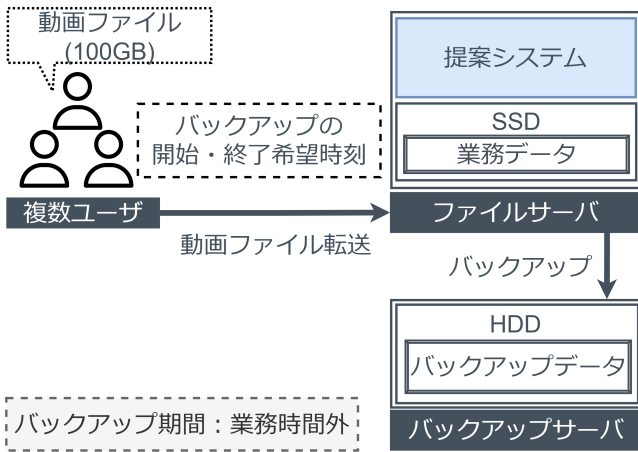 動画ファイル
(100GB)
提案システム
SSD
業務データ
バックアップの
開始・終了希望時刻
複数ユーザ
ファイルサーバ
動画ファイル転送
バックアップ
HDD
バックアップデータ
バックアップ期間：業務時間外
バックアップサーバ